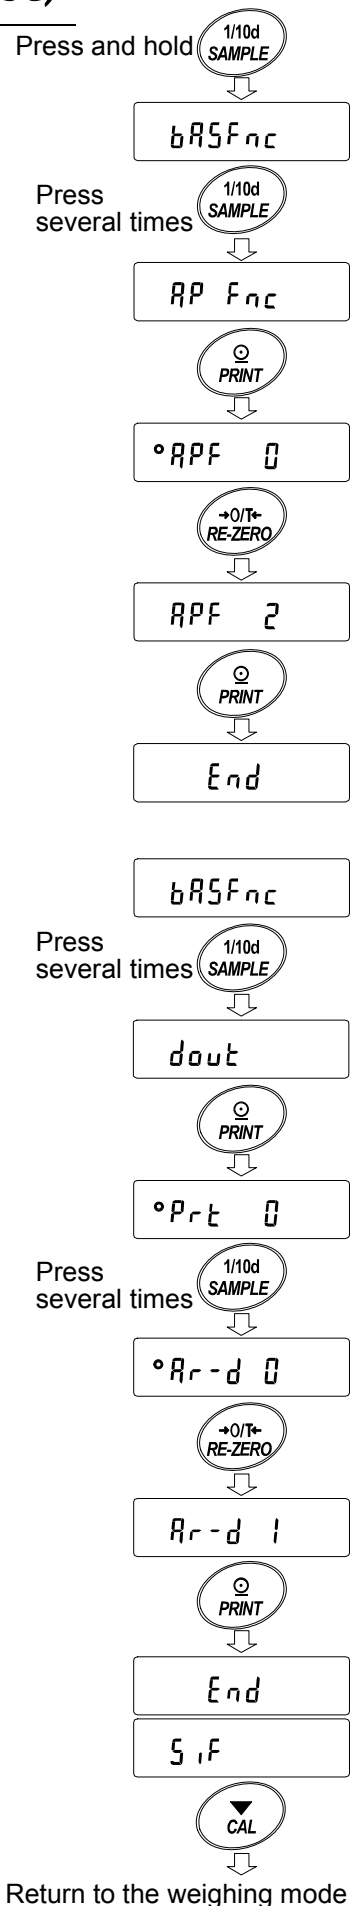 Press and hold
1/10d
SAMPLE
bASFnc
Press
several times
1/10d
SAMPLE
AP Fnc
PRINT
°APF 0
→0/T←
RE-ZERO
APF 2
PRINT
End
bASFnc
Press
several times
1/10d
SAMPLE
dout
PRINT
°Prt 0
Press
several times
1/10d
SAMPLE
°Ar-d 0
→0/T←
RE-ZERO
Ar-d 1
PRINT
End
S iF
CAL
Return to the weighing mode